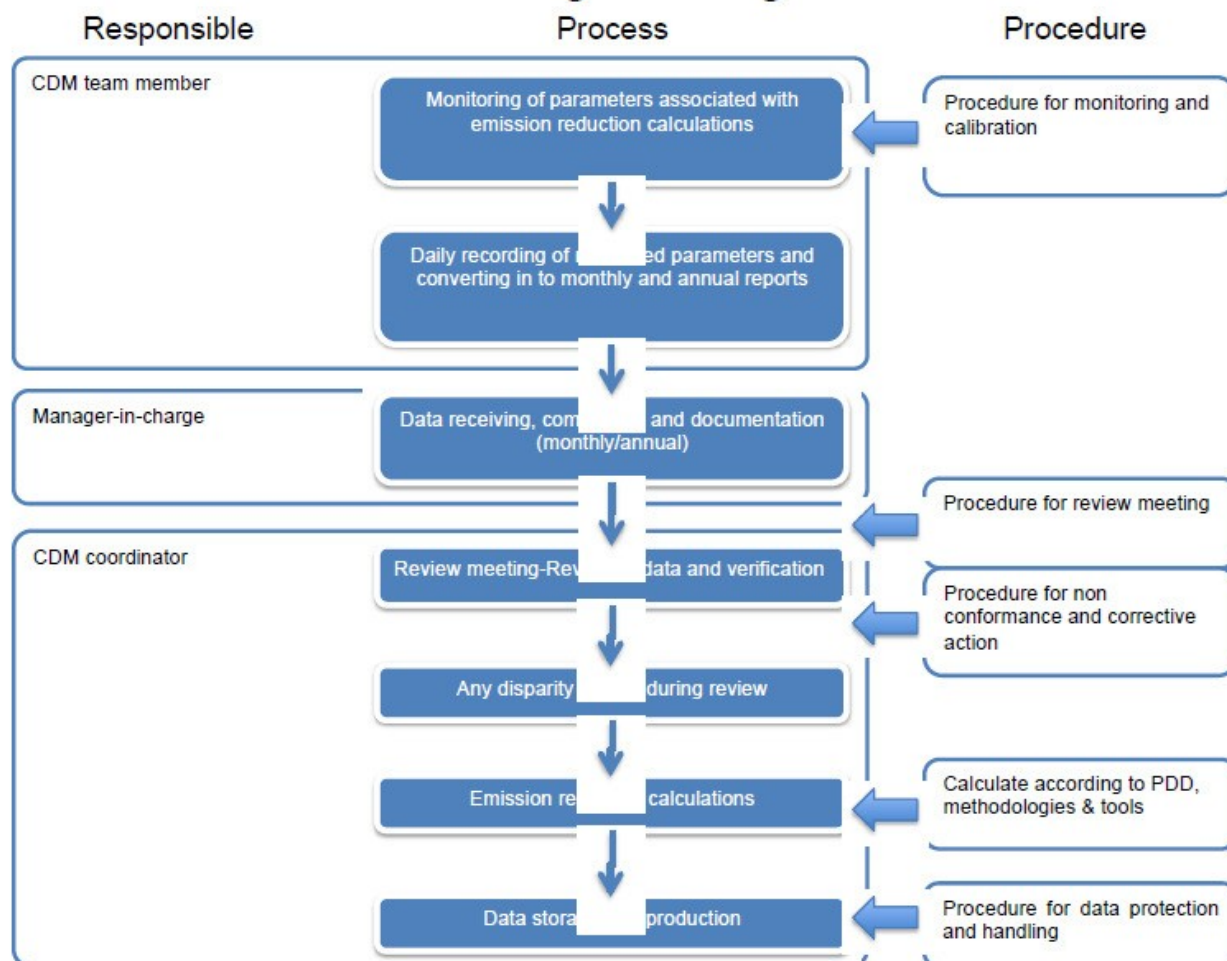 Responsible
Process
Procedure
CDM team member
Monitoring of parameters associated with
emission reduction calculations
Procedure for monitoring and
calibration
Daily recording of ed parameters and
converting in to monthly and annual reports
Manager-in-charge
Data receiving, com and documentation
(monthly/annual)
Procedure for review meeting
CDM coordinator
Review meeting-Rev data and verification
Procedure for non
conformance and corrective
action
Any disparity during review
Emission re calculations
Calculate according to PDD,
methodologies & tools
Data stora production
Procedure for data protection
and handling